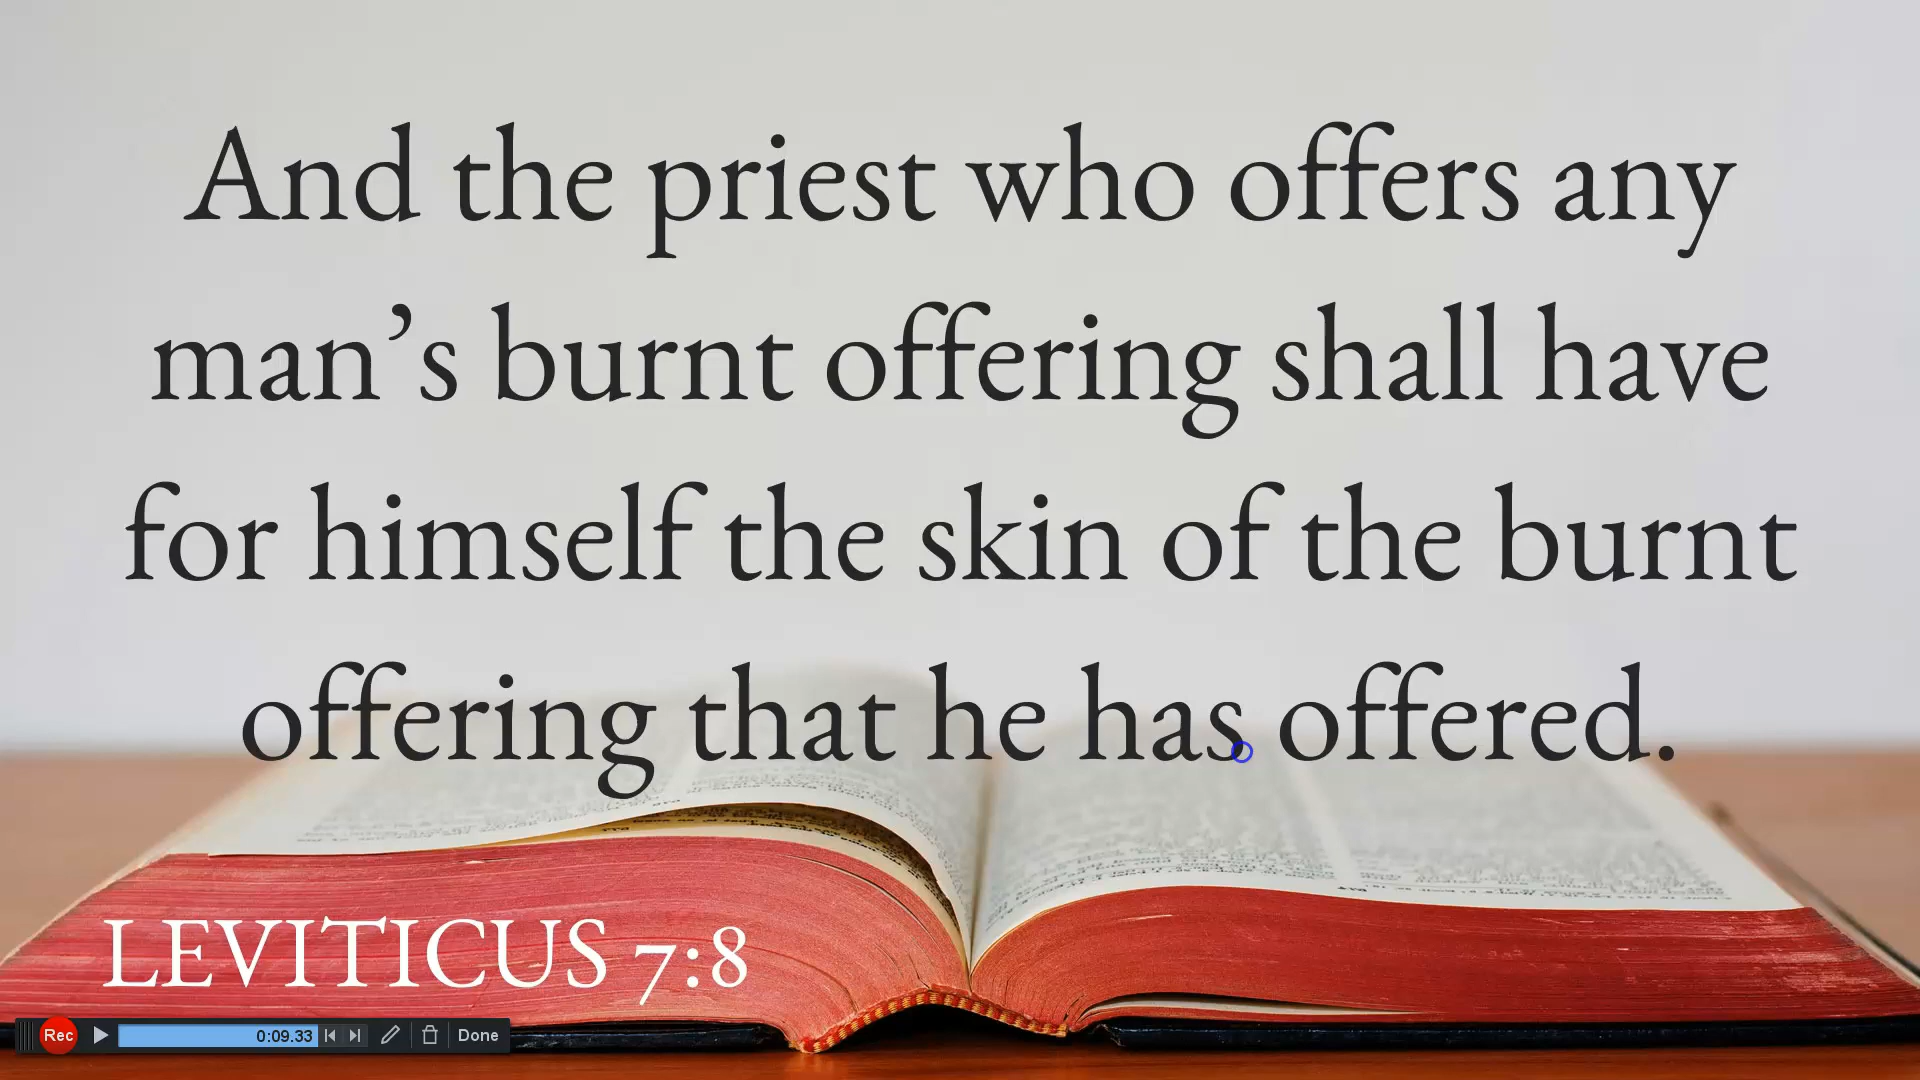 And the priest who offers any
man’s burnt offering shall have
for himself the skin of the burnt
offering that he has offered.
LEVITICUS 7:8
Rec 0:09.33 Done